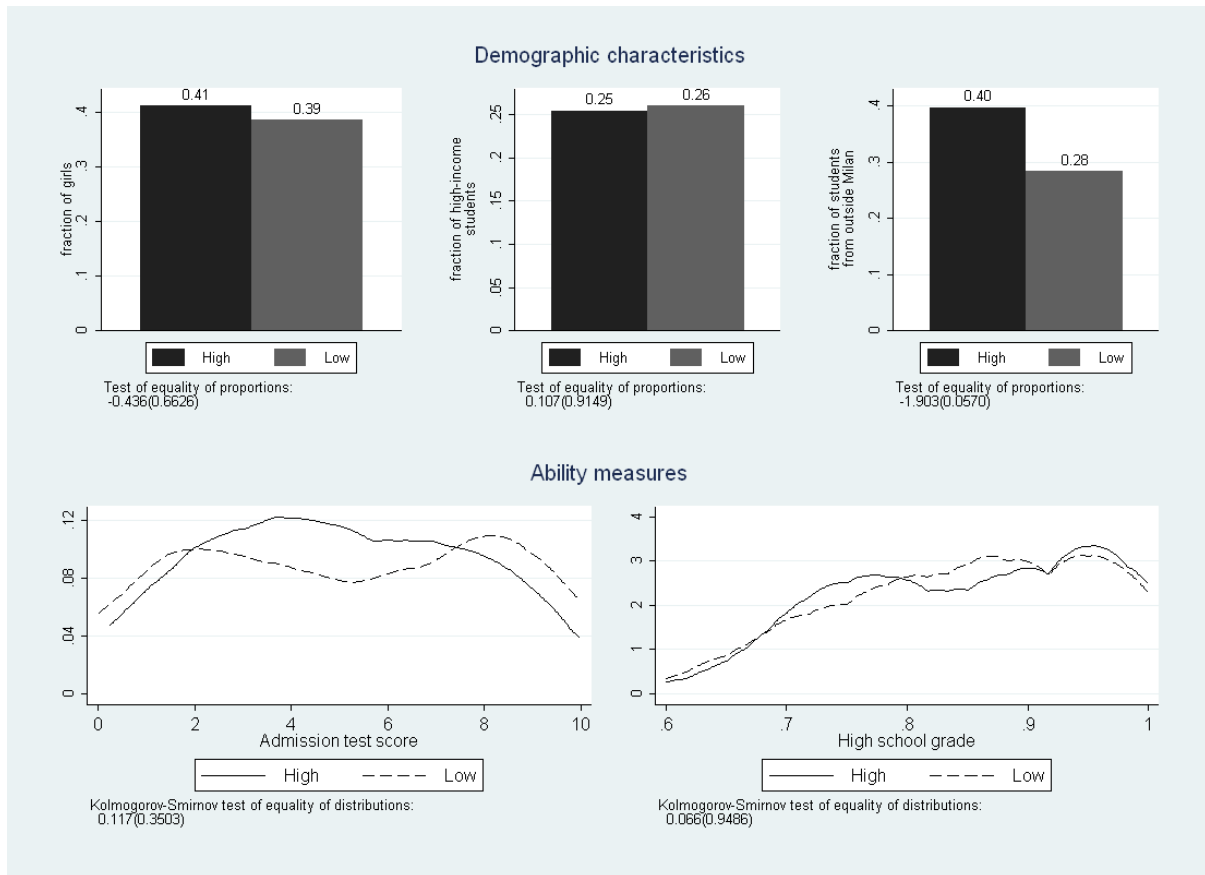 Demographic characteristics
0.41
0.39
fraction of girls
0 .1 .2 .3 .4
High Low
Test of equality of proportions:
-0.436(0.6626)
0.25
0.26
fraction of high-income
students
0 .05 .1 .15 .2 .25
High Low
Test of equality of proportions:
0.107(0.9149)
0.40
0.28
fraction of students
from outside Milan
0 .1 .2 .3 .4
High Low
Test of equality of proportions:
-1.903(0.0570)
Ability measures
0 .04 .08 .12
0 2 4 6 8 10
Admission test score
High Low
Kolmogorov-Smirnov test of equality of distributions:
0.117(0.3503)
0 1 2 3 4
.6 .7 .8 .9 1
High school grade
High Low
Kolmogorov-Smirnov test of equality of distributions:
0.066(0.9486)